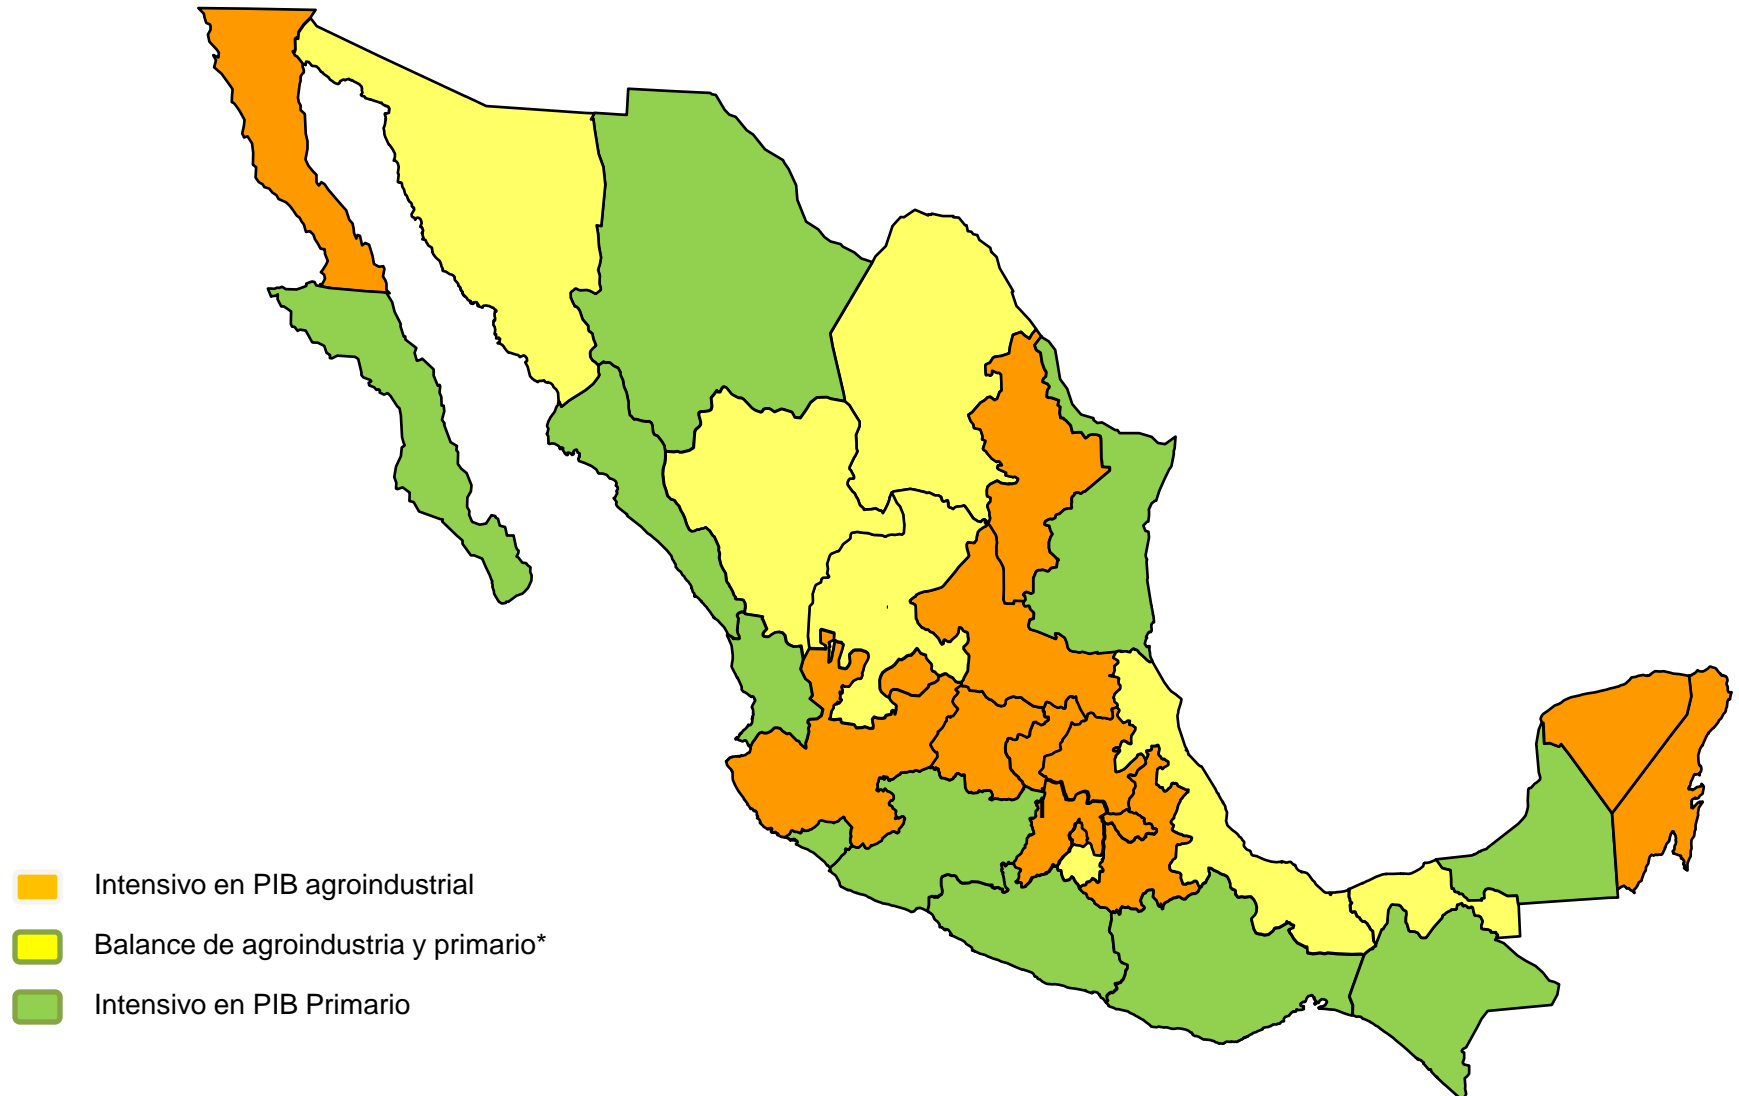 Intensivo en PIB agroindustrial
Balance de agroindustria y primario*
Intensivo en PIB Primario